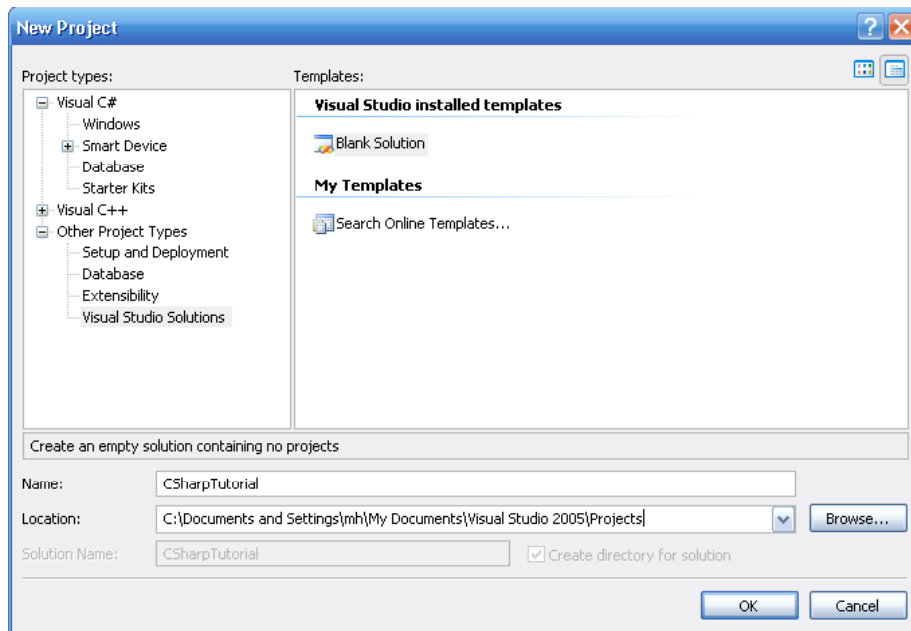 New Project
Project types:
Templates:
Visual C#
Windows
Smart Device
Database
Starter Kits
Visual C++
Other Project Types
Setup and Deployment
Database
Extensibility
Visual Studio Solutions
Visual Studio installed templates
Blank Solution
My Templates
Search Online Templates...
Create an empty solution containing no projects
Name:
CSharpTutorial
Location:
C:\Documents and Settings\mh\My Documents\Visual Studio 2005\Projects
Browse...
Solution Name:
CSharpTutorial
Create directory for solution
OK
Cancel